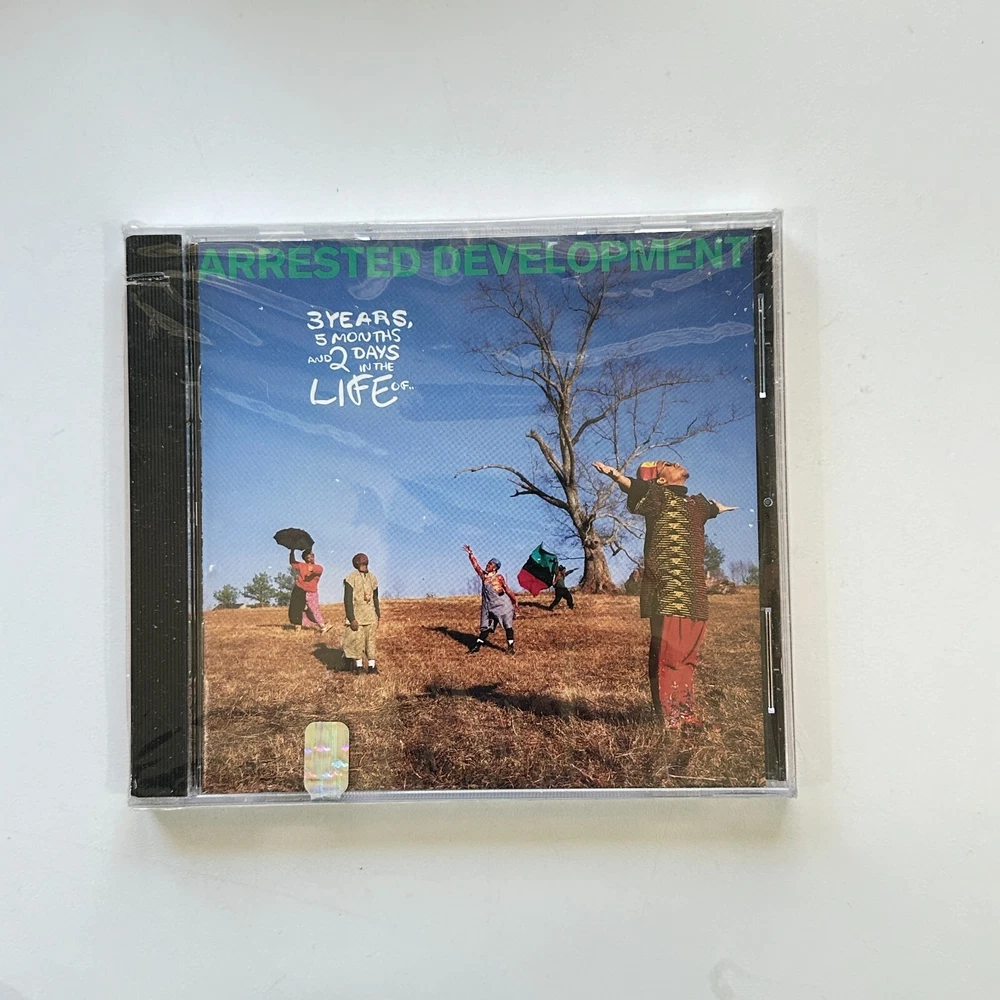 ARRESTED DEVELOPMENT
3 YEARS,
5 MONTHS
AND 2 DAYS
IN THE
LIFE OF..